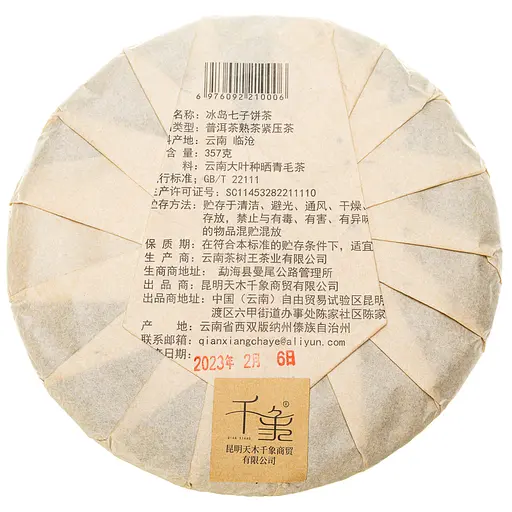 6 976092 210006
名称：冰岛七子饼茶
类型：普洱茶熟茶紧压茶
产地：云南 临沧
含 量：357克
料：云南大叶种晒青毛茶
行标准：GB/T 22111
生产许可证号：SC11453282211110
贮存方法：贮存于清洁、避光、通风、干燥、
存放，禁止与有毒、有害、有异味
的物品混贮混放
保 质 期：在符合本标准的贮存条件下，适宜
生 产 商：云南茶树王茶业有限公司
生商商地址： 勐海县曼尾公路管理所
出 品 商：昆明天木千象商贸有限公司
出品商地址：中国（云南）自由贸易试验区昆明
渡区六甲街道办事处陈家社区陈家
产 地：云南省西双版纳州傣族自治州
联系邮箱：qianxiangchaye@aliyun.com
产日期：
2023年 2月 6日
千象®
QIAN XIANG
昆明天木千象商贸
有限公司